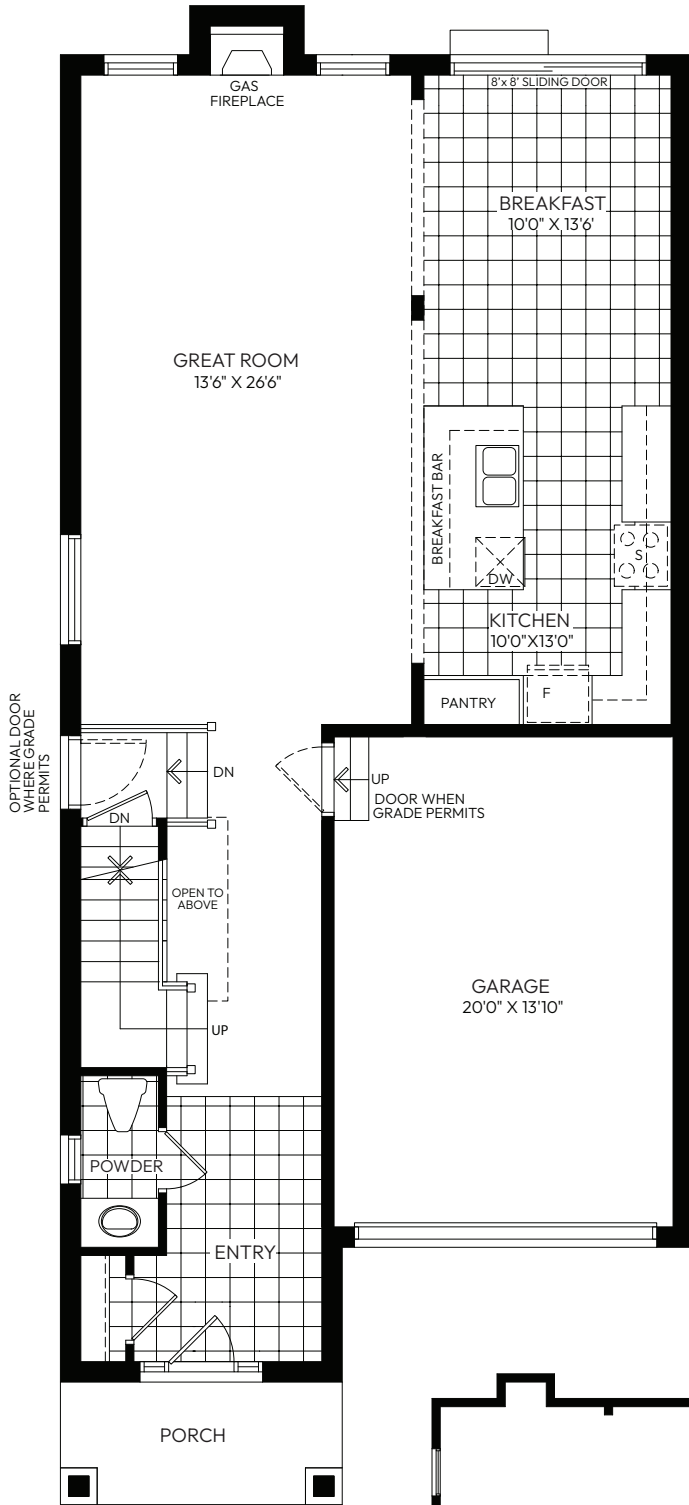 GAS
FIREPLACE
8'x 8' SLIDING DOOR
BREAKFAST
10'0" X 13'6'
GREAT ROOM
13'6" X 26'6"
BREAKFAST BAR
S
DW
KITCHEN
10'0"X13'0"
PANTRY
F
OPTIONAL DOOR
WHERE GRADE
PERMITS
DN
UP
DOOR WHEN
GRADE PERMITS
DN
OPEN TO
ABOVE
GARAGE
20'0" X 13'10"
UP
POWDER
ENTRY
PORCH